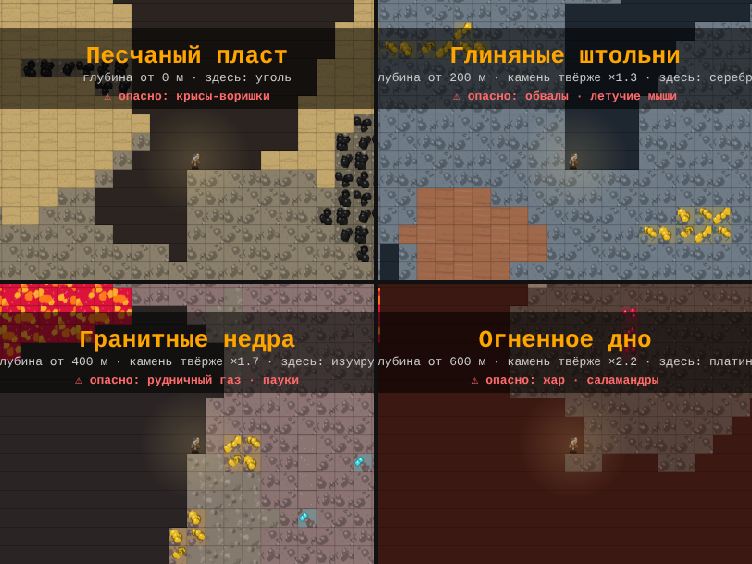 Песчаный пласт
глубина от 0 м · здесь: уголь
⚠ опасно: крысы-воришки
Глиняные штольни
лубина от 200 м · камень твёрже ×1.3 · здесь: серебр
⚠ опасно: обвалы · летучие мыши
Гранитные недра
лубина от 400 м · камень твёрже ×1.7 · здесь: изумру
⚠ опасно: рудничный газ · пауки
Огненное дно
лубина от 600 м · камень твёрже ×2.2 · здесь: платин
⚠ опасно: жар · саламандры